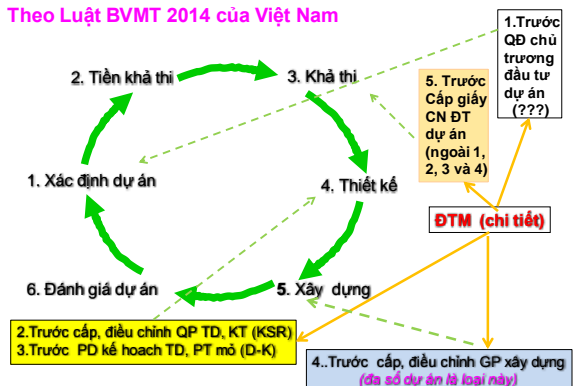 Theo Luật BVMT 2014 của Việt Nam
1.Trước
QĐ chủ
trương
đầu tư
dự án
(???)
2. Tiền khả thi
3. Khả thi
5. Trước
Cấp giấy
CN ĐT
dự án
(ngoài 1,
2, 3 và 4)
1. Xác định dự án
4. Thiết kế
ĐTM (chi tiết)
6. Đánh giá dự án
5. Xây dựng
2.Trước cấp, điều chỉnh QP TD, KT (KSR)
3.Trước PD kế hoach TD, PT mỏ (D-K)
4..Trước cấp, điều chỉnh GP xây dựng
(đa số dự án là loại này)